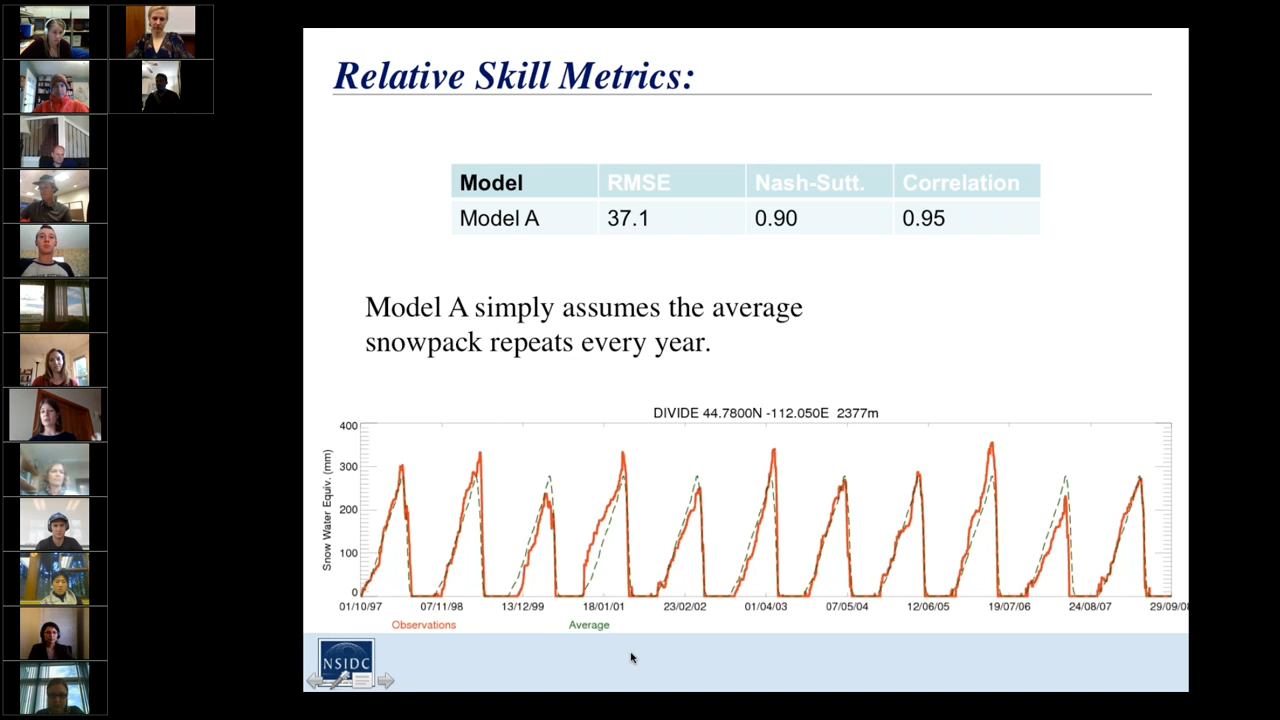 Relative Skill Metrics:
Model RMSE Nash-Sutt. Correlation
Model A 37.1 0.90 0.95
Model A simply assumes the average
snowpack repeats every year.
DIVIDE 44.7800N -112.050E 2377m
Snow Water Equiv. (mm)
400
300
200
100
0
01/10/97 07/11/98 13/12/99 18/01/01 23/02/02 01/04/03 07/05/04 12/06/05 19/07/06 24/08/07 29/09/08
Observations Average
NSIDC